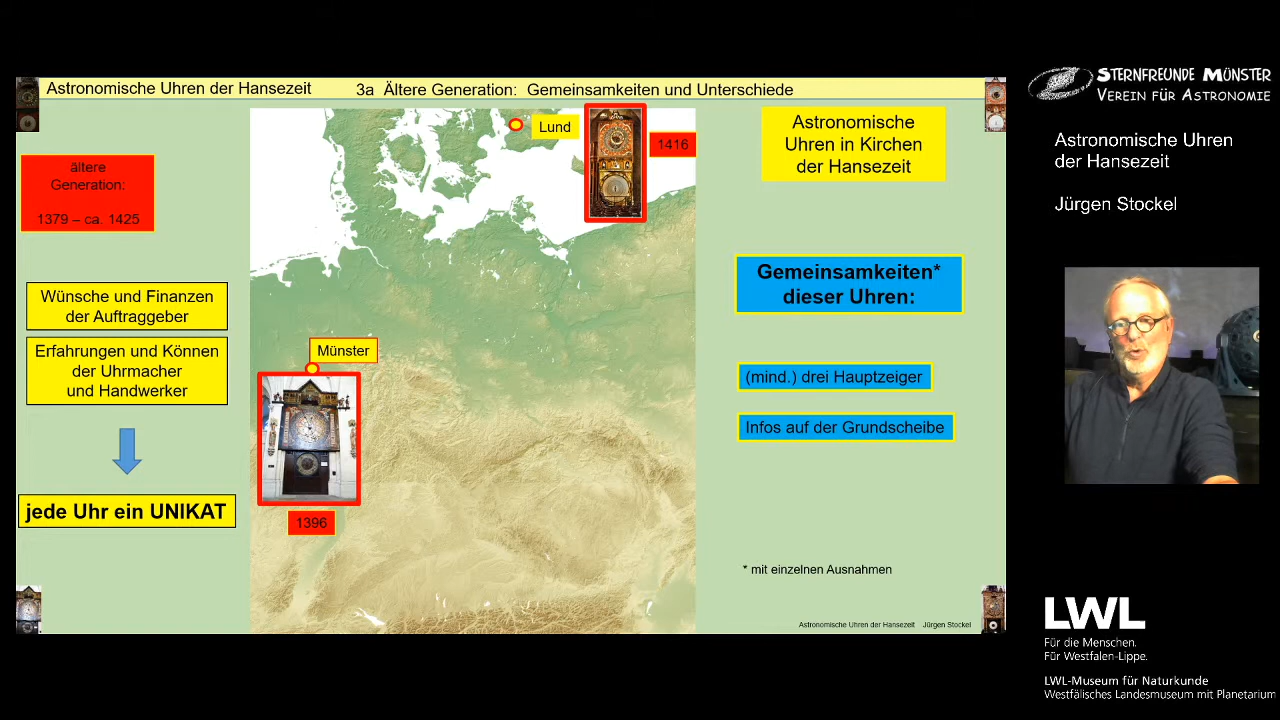 Astronomische Uhren der Hansezeit
3a Ältere Generation: Gemeinsamkeiten und Unterschiede
ältere
Generation:
1379 – ca. 1425
Wünsche und Finanzen
der Auftraggeber
Erfahrungen und Können
der Uhrmacher
und Handwerker
jede Uhr ein UNIKAT
Lund
1416
Münster
1396
Astronomische
Uhren in Kirchen
der Hansezeit
Gemeinsamkeiten*
dieser Uhren:
(mind.) drei Hauptzeiger
Infos auf der Grundscheibe
* mit einzelnen Ausnahmen
Astronomische Uhren der Hansezeit Jürgen Stockel
STERNFREUNDE MÜNSTER
VEREIN FÜR ASTRONOMIE
Astronomische Uhren
der Hansezeit
Jürgen Stockel
LWL
Für die Menschen.
Für Westfalen-Lippe.
LWL-Museum für Naturkunde
Westfälisches Landesmuseum mit Planetarium